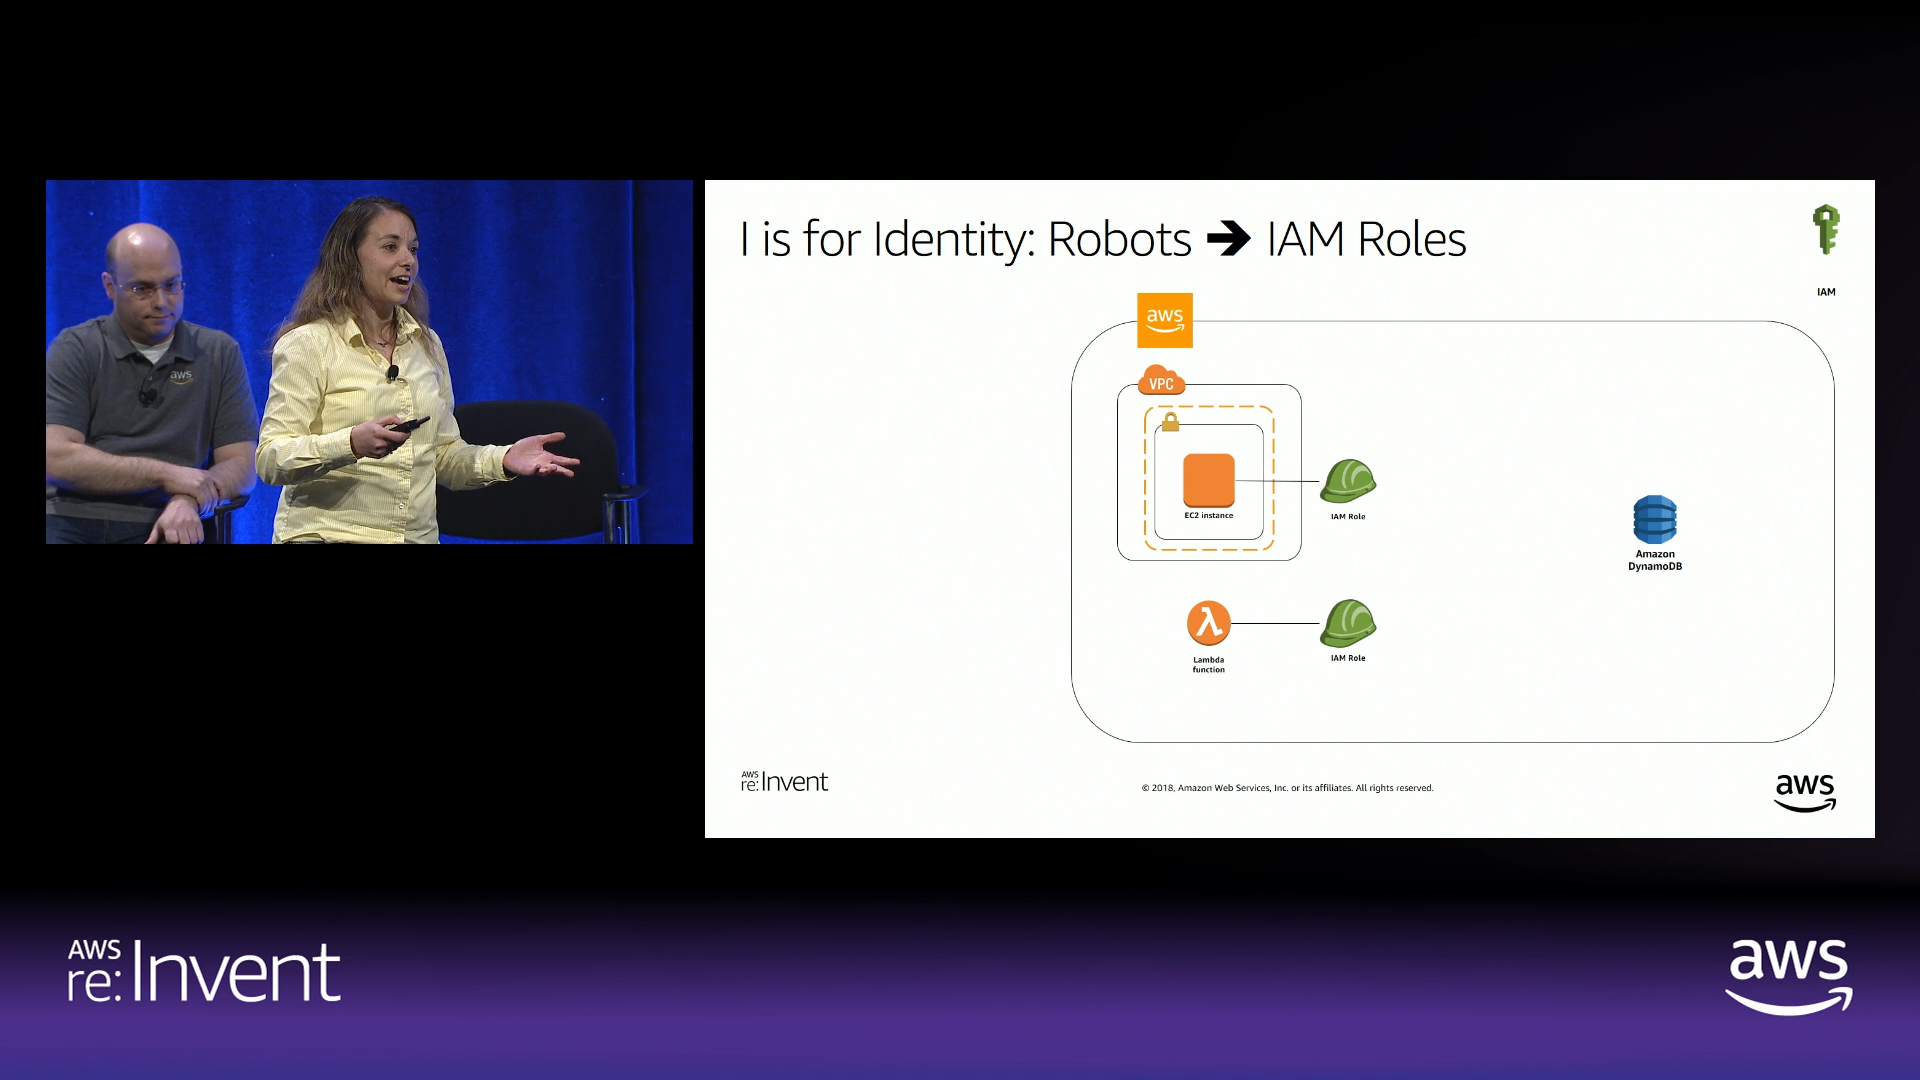 aws
I is for Identity: Robots ➔ IAM Roles
IAM
aws
VPC
EC2 instance
IAM Role
Amazon
DynamoDB
λ
Lambda
function
IAM Role
AWS
re:Invent
© 2018, Amazon Web Services, Inc. or its affiliates. All rights reserved.
aws
AWS
re:Invent
aws